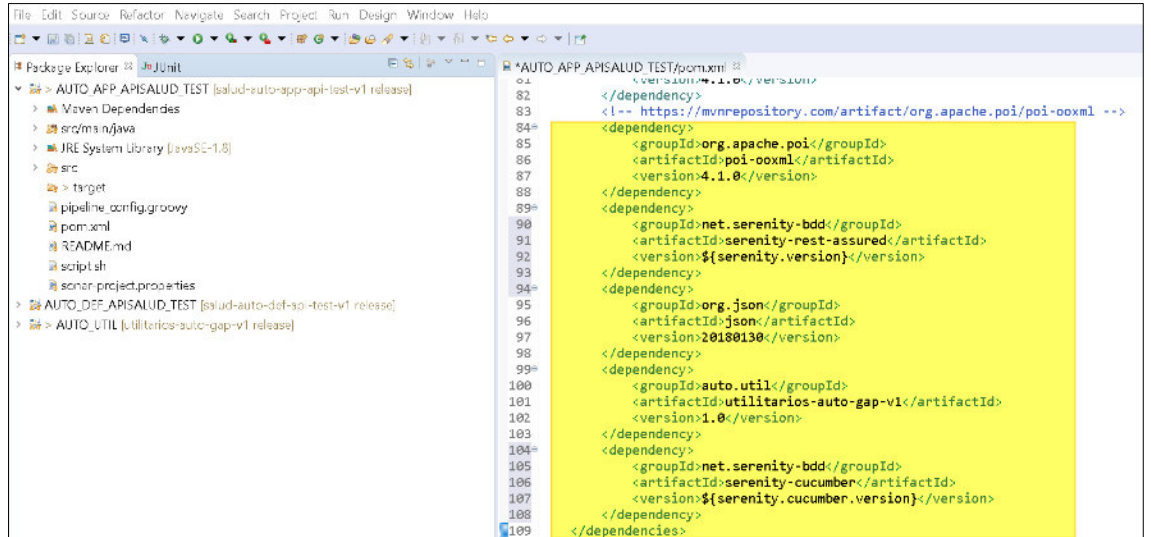 File Edit Source Refactor Navigate Search Project Run Design Window Help
Package Explorer JUnit
AUTO_APP_APISALUD_TEST [salud-auto-app-api-test-v1 release]
Maven Dependencies
src/main/java
JRE System Library [JavaSE-1.8]
src
> target
pipeline_config.groovy
pom.xml
README.md
script.sh
sonar-project.properties
AUTO_DEF_APISALUD_TEST [salud-auto-def-api-test-v1 release]
> AUTO_UTIL [utilitarios-auto-gap-v1 release]
*AUTO_APP_APISALUD_TEST/pom.xml
81 <version>4.1.0</version>
82 </dependency>
83 <!-- https://mvnrepository.com/artifact/org.apache.poi/poi-ooxml -->
84 <dependency>
85 <groupId>org.apache.poi</groupId>
86 <artifactId>poi-ooxml</artifactId>
87 <version>4.1.0</version>
88 </dependency>
89 <dependency>
90 <groupId>net.serenity-bdd</groupId>
91 <artifactId>serenity-rest-assured</artifactId>
92 <version>${serenity.version}</version>
93 </dependency>
94 <dependency>
95 <groupId>org.json</groupId>
96 <artifactId>json</artifactId>
97 <version>20180130</version>
98 </dependency>
99 <dependency>
100 <groupId>auto.util</groupId>
101 <artifactId>utilitarios-auto-gap-v1</artifactId>
102 <version>1.0</version>
103 </dependency>
104 <dependency>
105 <groupId>net.serenity-bdd</groupId>
106 <artifactId>serenity-cucumber</artifactId>
107 <version>${serenity.cucumber.version}</version>
108 </dependency>
109 </dependencies>